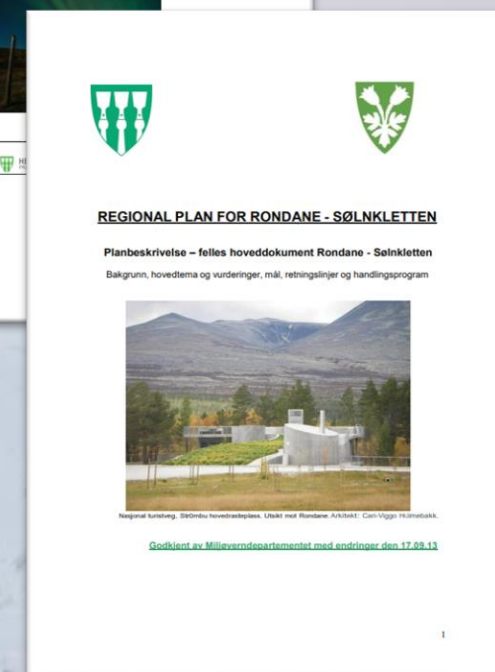 REGIONAL PLAN FOR RONDANE - SØLNKLETTEN
Planbeskrivelse – felles hoveddokument Rondane - Sølnkletten
Bakgrunn, hovedtema og vurderinger, mål, retningslinjer og handlingsprogram
Nasjonal turistveg, Strömbu hovedrasteplass. Utsikt mot Rondane. Arkitekt: Carl-Viggo Hølmebakk.
Godkjent av Miljøverndepartementet med endringer den 17.09.13
1